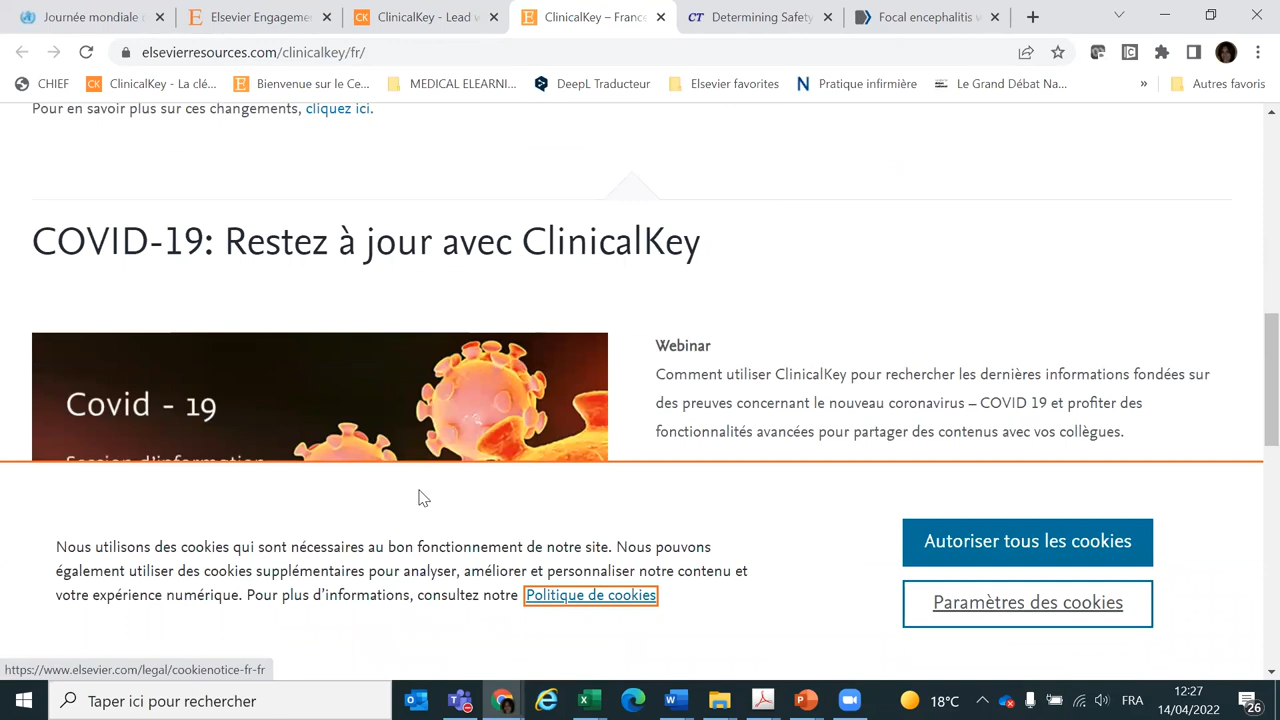 Journée mondiale
Elsevier Engageme
ClinicalKey - Lead
ClinicalKey – France
Determining Safety
Focal encephalitis
elsevierresources.com/clinicalkey/fr/
CHIEF
ClinicalKey - La clé...
Bienvenue sur le Ce...
MEDICAL ELEARNI...
DeepL Traducteur
Elsevier favorites
Pratique infirmière
Le Grand Débat Na...
»
Autres favoris
Pour en savoir plus sur ces changements, cliquez ici.
COVID-19: Restez à jour avec ClinicalKey
Covid - 19
Session d'information
Webinar
Comment utiliser ClinicalKey pour rechercher les dernières informations fondées sur
des preuves concernant le nouveau coronavirus – COVID 19 et profiter des
fonctionnalités avancées pour partager des contenus avec vos collègues.
Nous utilisons des cookies qui sont nécessaires au bon fonctionnement de notre site. Nous pouvons
également utiliser des cookies supplémentaires pour analyser, améliorer et personnaliser notre contenu et
votre expérience numérique. Pour plus d'informations, consultez notre Politique de cookies
Autoriser tous les cookies
Paramètres des cookies
https://www.elsevier.com/legal/cookienotice-fr-fr
Taper ici pour rechercher
18°C
FRA
12:27
14/04/2022
26